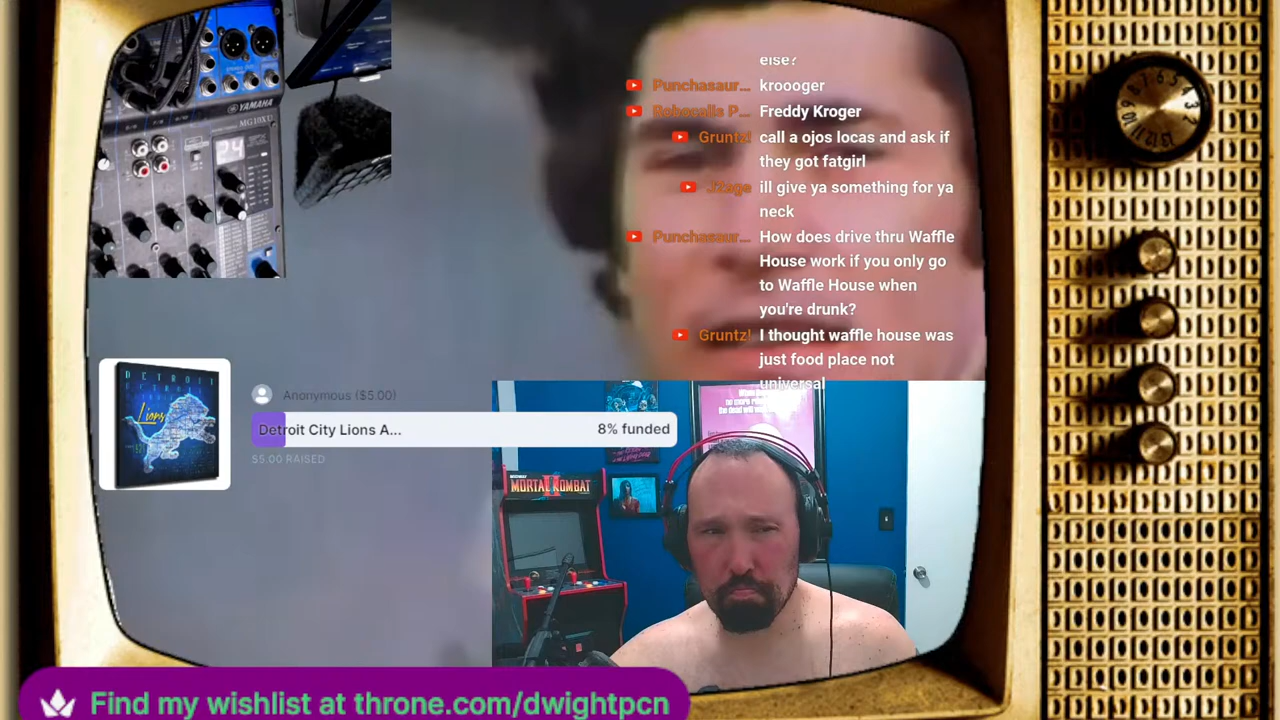 else?
Punchasaur... kroooger
Robocalls P... Freddy Kroger
Gruntz! call a ojos locas and ask if
they got fatgirl
ill give ya something for ya
neck
Punchasaur... How does drive thru Waffle
House work if you only go
to Waffle House when
you're drunk?
Gruntz! I thought waffle house was
just food place not
universal
YAMAHA
MG10XU
24
DETROIT
Lions
Anonymous ($5.00)
Detroit City Lions A... 8% funded
$5.00 RAISED
MORTAL KOMBAT
Find my wishlist at throne.com/dwightpcn